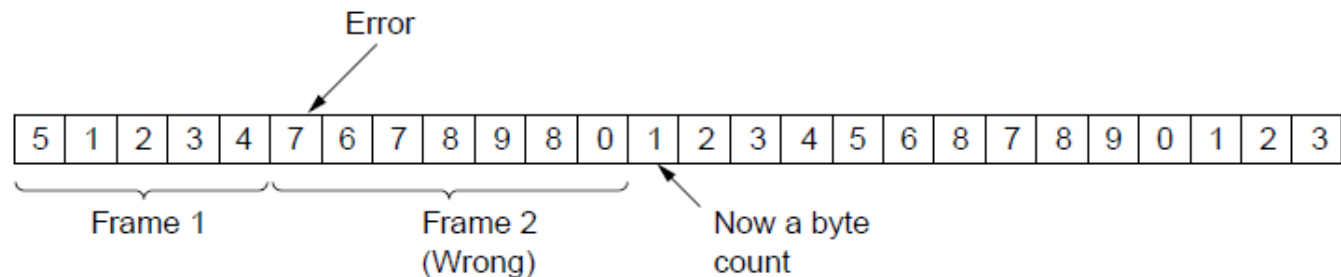 Error
5 1 2 3 4 7 6 7 8 9 8 0 1 2 3 4 5 6 8 7 8 9 0 1 2 3
Frame 1
Frame 2
(Wrong)
Now a byte
count